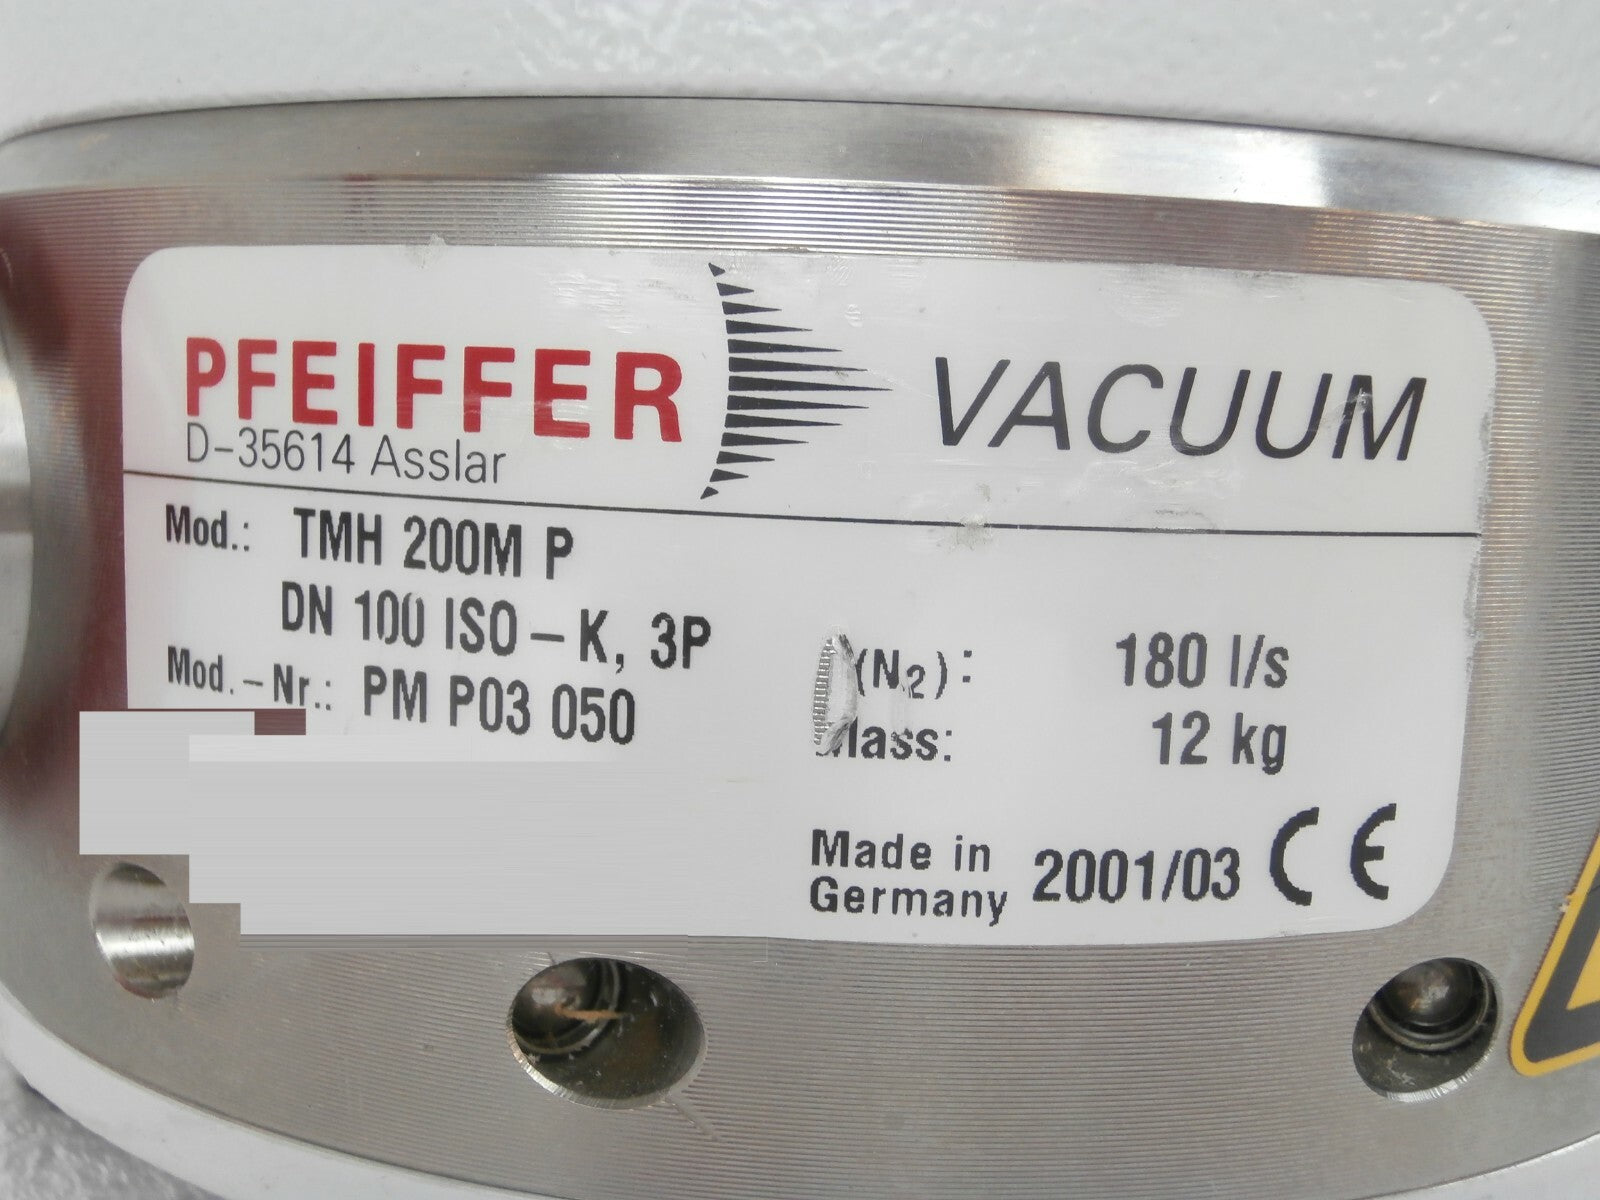 PFEIFFER VACUUM
D-35614 Asslar
Mod.: TMH 200M P
DN 100 ISO-K, 3P
Mod.-Nr.: PM P03 050
(N₂): 180 l/s
Mass: 12 kg
Made in Germany 2001/03 CE